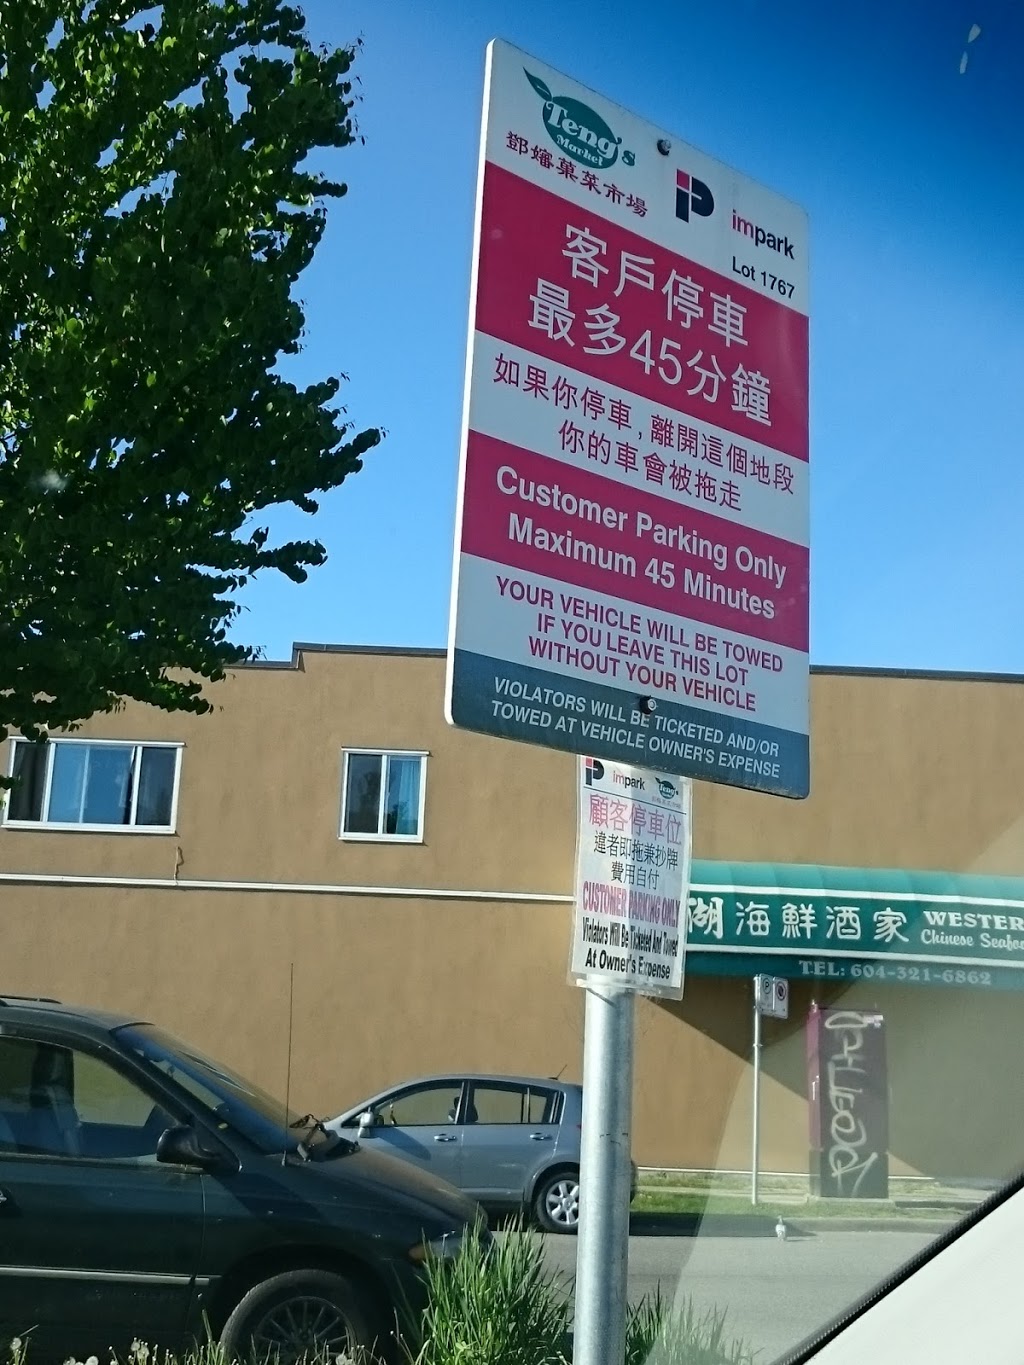 Teng's
Market
鄧嬸菓菜市場
impark
Lot 1767
客戶停車
最多45分鐘
如果你停車，離開這個地段
你的車會被拖走
Customer Parking Only
Maximum 45 Minutes
YOUR VEHICLE WILL BE TOWED
IF YOU LEAVE THIS LOT
WITHOUT YOUR VEHICLE
VIOLATORS WILL BE TICKETED AND/OR
TOWED AT VEHICLE OWNER'S EXPENSE
impark
Teng's
顧客停車位
違者即拖兼抄牌
費用自付
CUSTOMER PARKING ONLY
Violators Will Be Ticketed And Towed
At Owner's Expense
湖海鮮酒家
WESTER
Chinese Seafoo
TEL: 604-321-6862